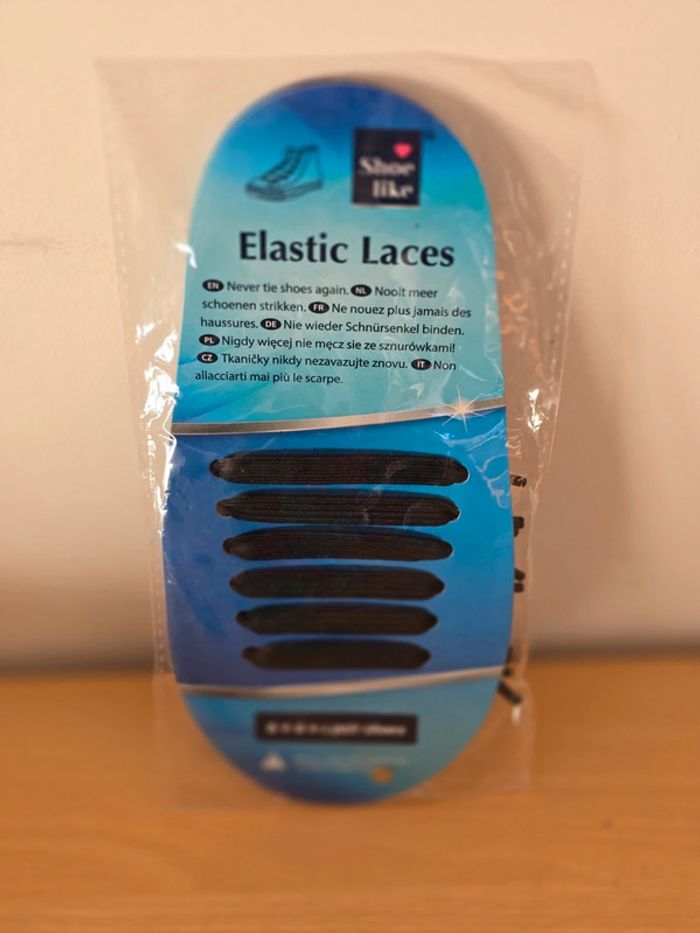 Shoe
like
Elastic Laces
EN Never tie shoes again. NL Nooit meer
schoenen strikken. FR Ne nouez plus jamais des
haussures. DE Nie wieder Schnürsenkel binden.
PL Nigdy więcej nie męcz sie ze sznurówkami!
CZ Tkaničky nikdy nezavazujte znovu. IT Non
allacciarti mai più le scarpe.